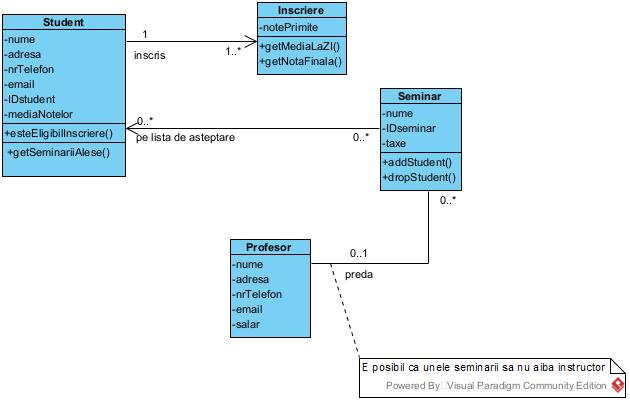 Student
-nume
-adresa
-nrTelefon
-email
-IDstudent
-mediaNotelor
+esteEligibilInscriere()
+getSeminariiAlese()
1
inscris
1..*
Inscriere
-notePrimite
+getMediaLaZI()
+getNotaFinala()
0..*
pe lista de asteptare
0..*
Seminar
-nume
-IDseminar
-taxe
+addStudent()
+dropStudent()
0..*
Profesor
-nume
-adresa
-nrTelefon
-email
-salar
0..1
preda
E posibil ca unele seminarii sa nu aiba instructor
Powered By Visual Paradigm Community Edition